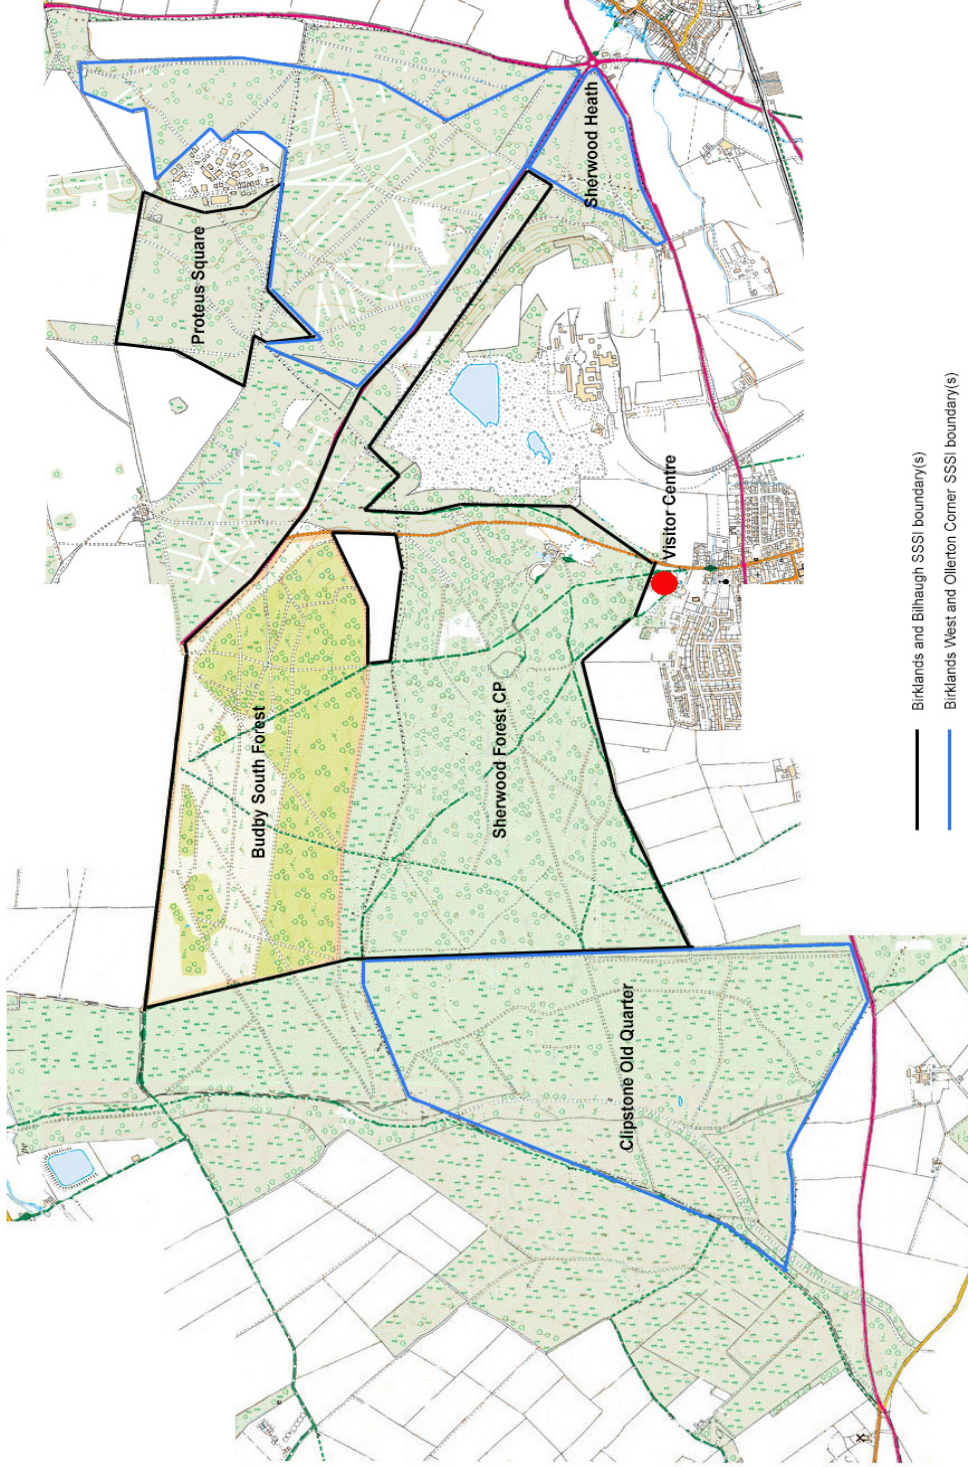 Proteus Square
Sherwood Heath
Budby South Forest
Sherwood Forest CP
Visitor Centre
Clipstone Old Quarter
Birklands and Bilhaugh SSSI boundary(s)
Birklands West and Ollerton Corner SSSI boundary(s)